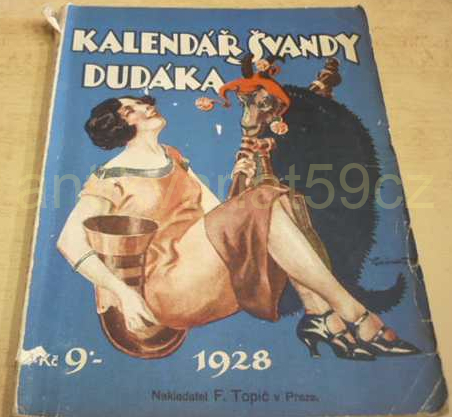 KALENDÁŘ ŠVANDY
DUDÁKA
Kč 9·-
1928
Nakladatel F. Topič v Praze.